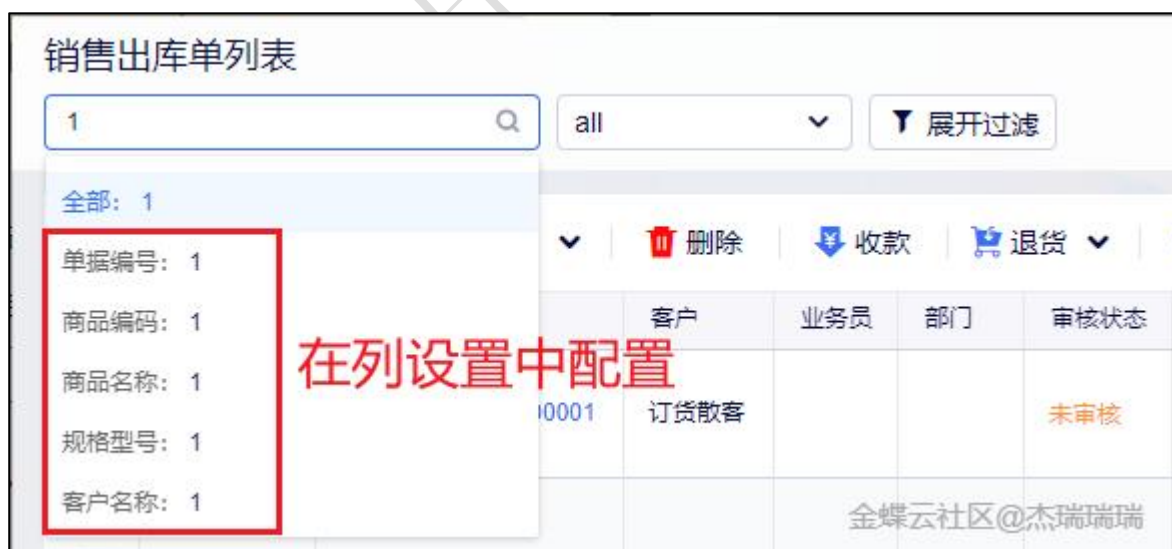 销售出库单列表
1 all 展开过滤
全部： 1
单据编号： 1
删除 收款 退货
商品编码： 1
客户 业务员 部门 审核状态
在列设置中配置
商品名称： 1
00001 订货散客 未审核
规格型号： 1
客户名称： 1
金蝶云社区@杰瑞瑞瑞